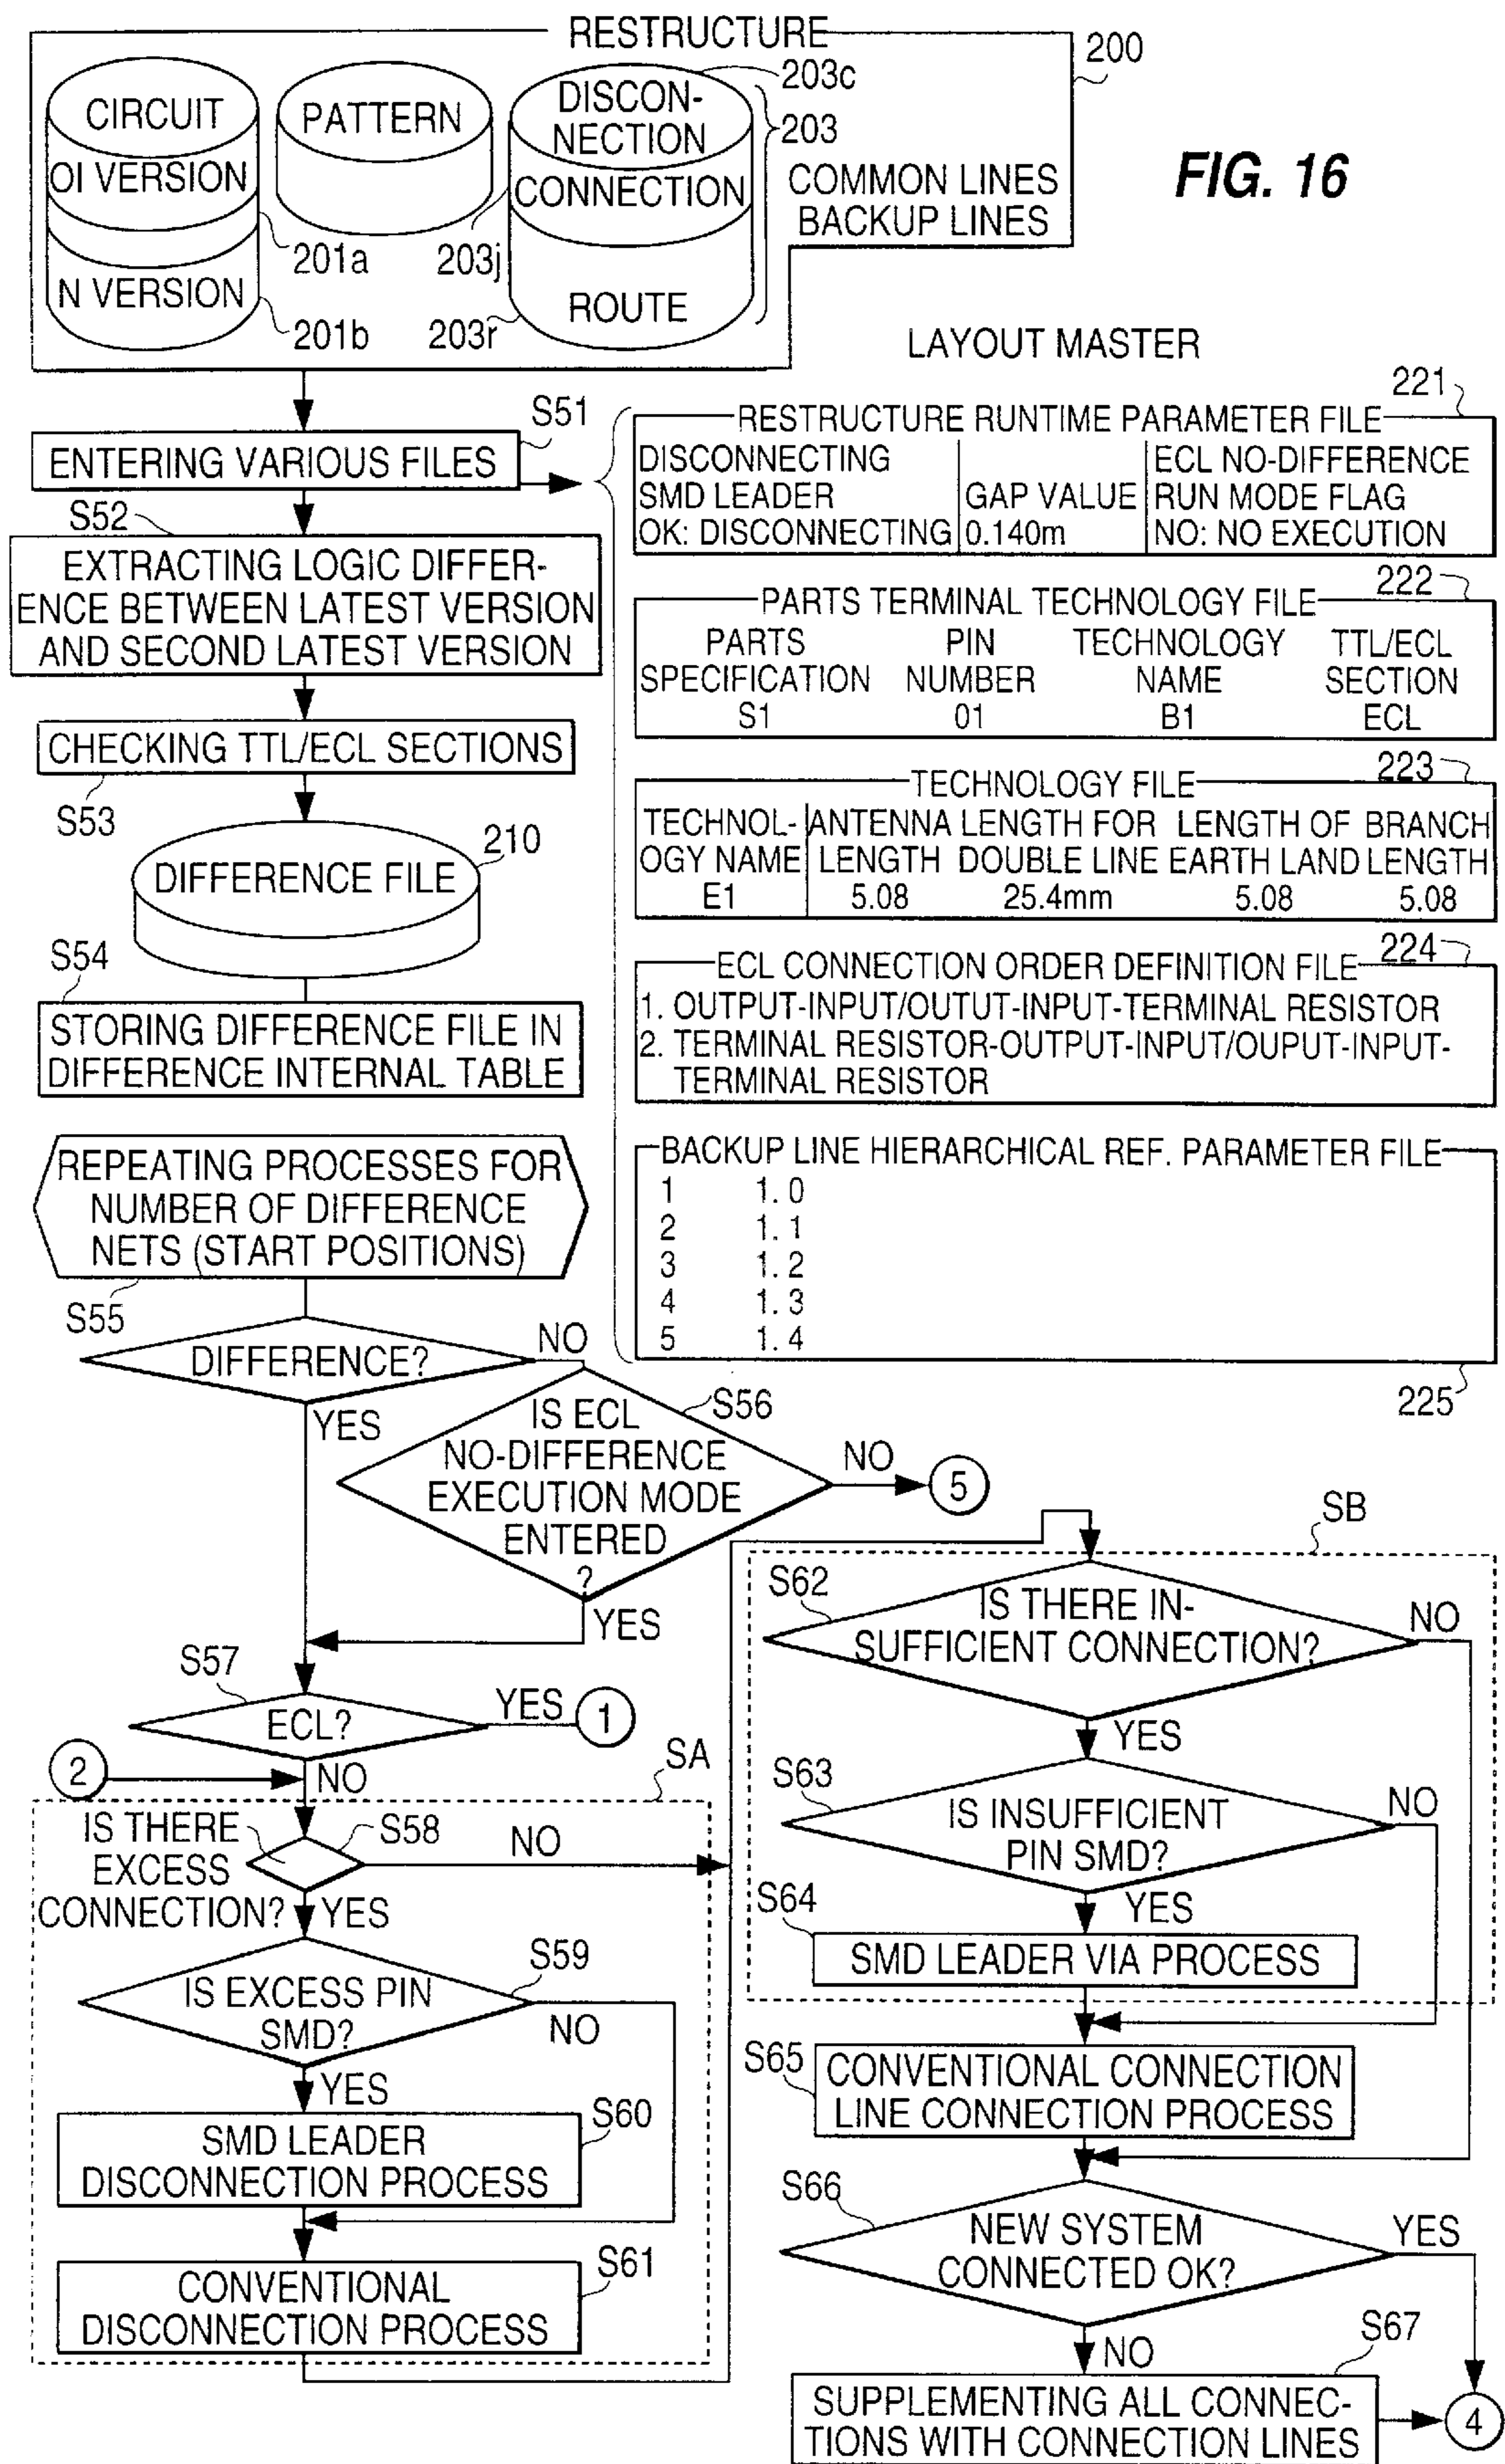 RESTRUCTURE
200
CIRCUIT
OI VERSION
N VERSION
201a
201b
PATTERN
DISCON-
NECTION
CONNECTION
ROUTE
203c
203
203j
203r
COMMON LINES
BACKUP LINES
FIG. 16
LAYOUT MASTER
S51
ENTERING VARIOUS FILES
S52
EXTRACTING LOGIC DIFFER-
ENCE BETWEEN LATEST VERSION
AND SECOND LATEST VERSION
CHECKING TTL/ECL SECTIONS
S53
DIFFERENCE FILE
210
S54
STORING DIFFERENCE FILE IN
DIFFERENCE INTERNAL TABLE
REPEATING PROCESSES FOR
NUMBER OF DIFFERENCE
NETS (START POSITIONS)
S55
221
RESTRUCTURE RUNTIME PARAMETER FILE
DISCONNECTING ECL NO-DIFFERENCE
SMD LEADER GAP VALUE RUN MODE FLAG
OK: DISCONNECTING 0.140m NO: NO EXECUTION
222
PARTS TERMINAL TECHNOLOGY FILE
PARTS PIN TECHNOLOGY TTL/ECL
SPECIFICATION NUMBER NAME SECTION
S1 01 B1 ECL
223
TECHNOLOGY FILE
TECHNOL- ANTENNA LENGTH FOR LENGTH OF BRANCH
OGY NAME LENGTH DOUBLE LINE EARTH LAND LENGTH
E1 5.08 25.4mm 5.08 5.08
224
ECL CONNECTION ORDER DEFINITION FILE
1. OUTPUT-INPUT/OUTUT-INPUT-TERMINAL RESISTOR
2. TERMINAL RESISTOR-OUTPUT-INPUT/OUPUT-INPUT-
TERMINAL RESISTOR
BACKUP LINE HIERARCHICAL REF. PARAMETER FILE
1 1.0
2 1.1
3 1.2
4 1.3
5 1.4
225
DIFFERENCE?
NO
YES
S56
IS ECL
NO-DIFFERENCE
EXECUTION MODE
ENTERED
?
NO
5
YES
S57
ECL?
YES
1
2
NO
SA
IS THERE
EXCESS
CONNECTION?
S58
NO
YES
S59
IS EXCESS PIN
SMD?
NO
YES
S60
SMD LEADER
DISCONNECTION PROCESS
S61
CONVENTIONAL
DISCONNECTION PROCESS
SB
S62
IS THERE IN-
SUFFICIENT CONNECTION?
NO
YES
S63
IS INSUFFICIENT
PIN SMD?
NO
YES
S64
SMD LEADER VIA PROCESS
S65
CONVENTIONAL CONNECTION
LINE CONNECTION PROCESS
S66
NEW SYSTEM
CONNECTED OK?
YES
NO
S67
SUPPLEMENTING ALL CONNEC-
TIONS WITH CONNECTION LINES
4